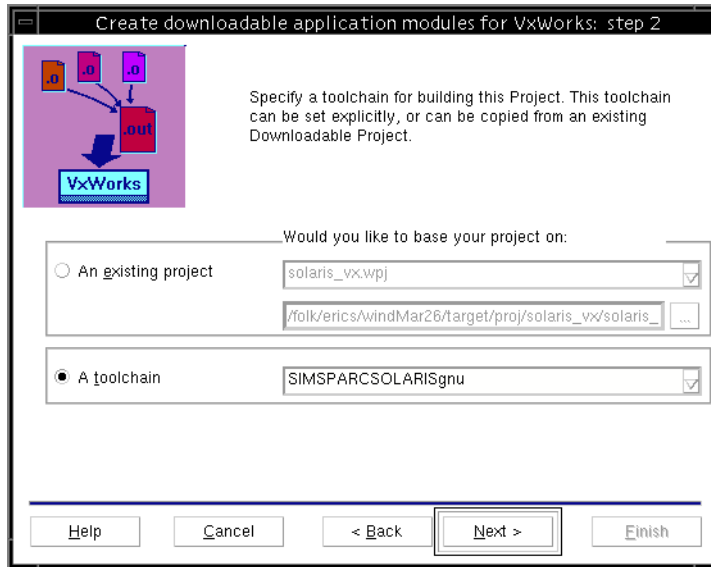 Create downloadable application modules for VxWorks: step 2
.o
.o
.o
.out
VxWorks
Specify a toolchain for building this Project. This toolchain
can be set explicitly, or can be copied from an existing
Downloadable Project.
Would you like to base your project on:
An existing project
solaris_vx.wpj
/folk/erics/windMar26/target/proj/solaris_vx/solaris_
...
A toolchain
SIMSPARCSOLARISgnu
Help
Cancel
< Back
Next >
Finish